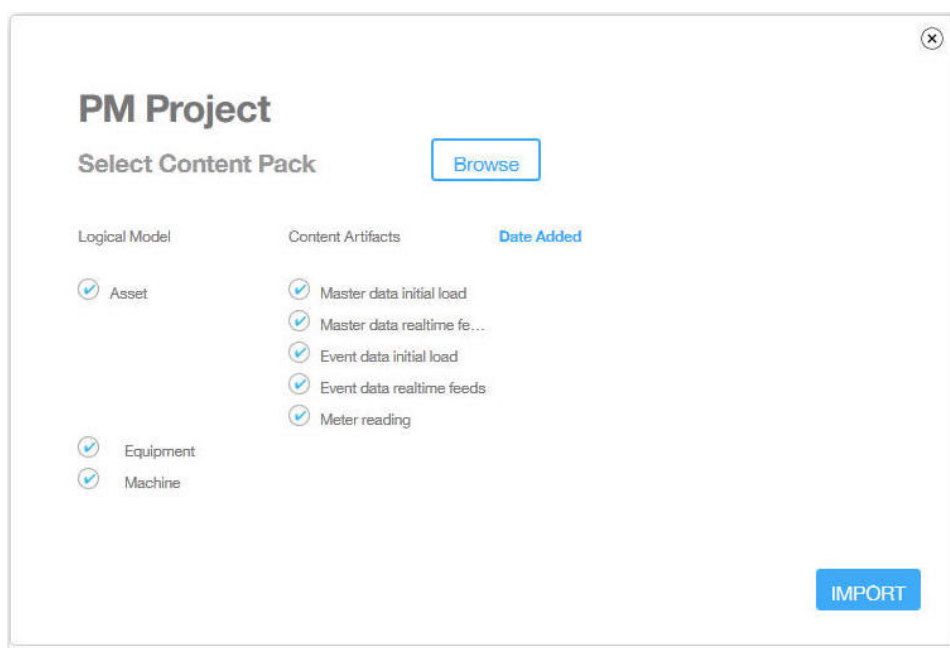 PM Project
Select Content Pack Browse
Logical Model Content Artifacts Date Added
Asset Master data initial load
Master data realtime fe...
Event data initial load
Event data realtime feeds
Meter reading
Equipment
Machine
IMPORT